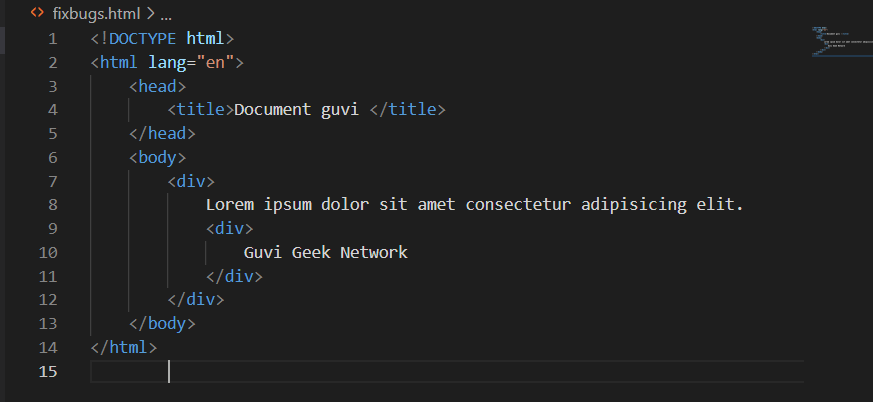 fixbugs.html > ...
1 <!DOCTYPE html>
2 <html lang="en">
3     <head>
4         <title>Document guvi </title>
5     </head>
6     <body>
7         <div>
8             Lorem ipsum dolor sit amet consectetur adipisicing elit.
9             <div>
10                Guvi Geek Network
11            </div>
12        </div>
13    </body>
14 </html>
15